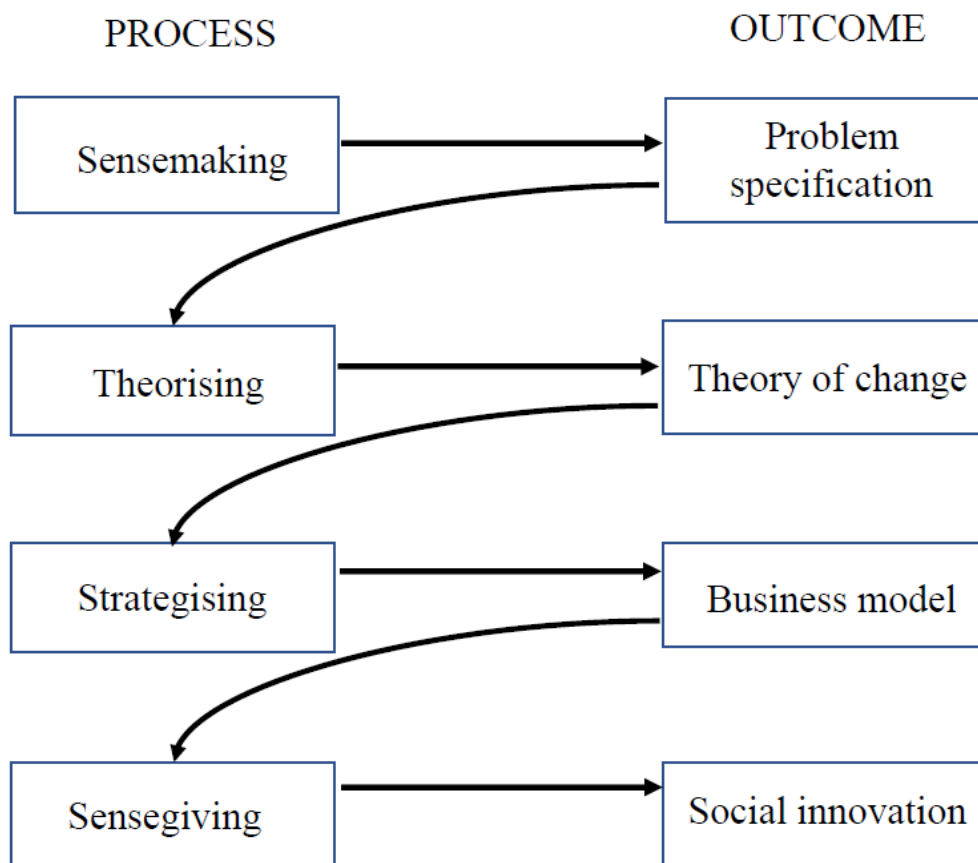 PROCESS
OUTCOME
Sensemaking
Problem
specification
Theorising
Theory of change
Strategising
Business model
Sensegiving
Social innovation